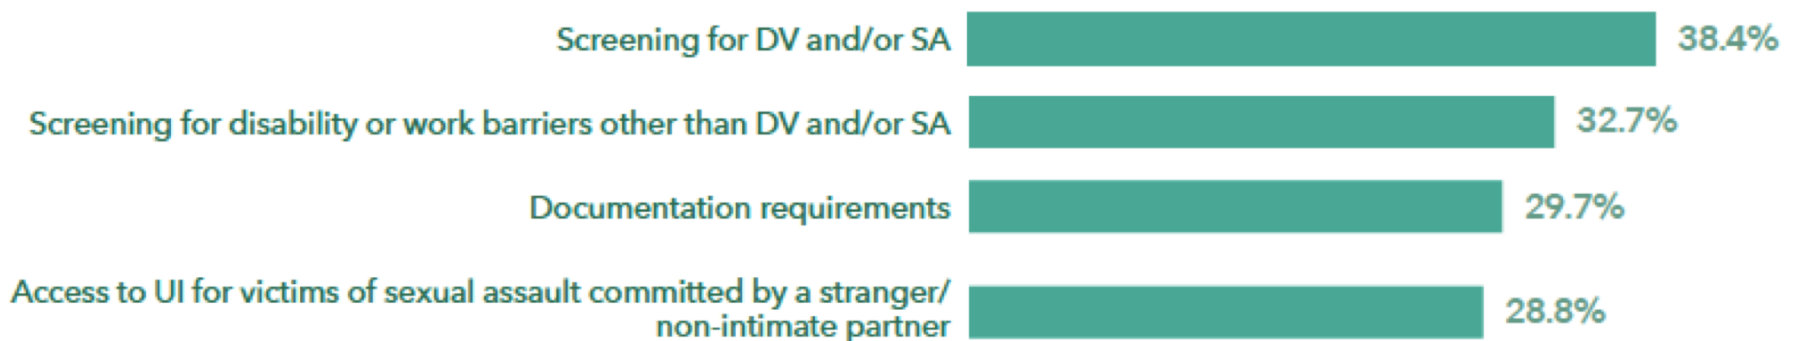 Screening for DV and/or SA 38.4%
Screening for disability or work barriers other than DV and/or SA 32.7%
Documentation requirements 29.7%
Access to UI for victims of sexual assault committed by a stranger/
non-intimate partner 28.8%